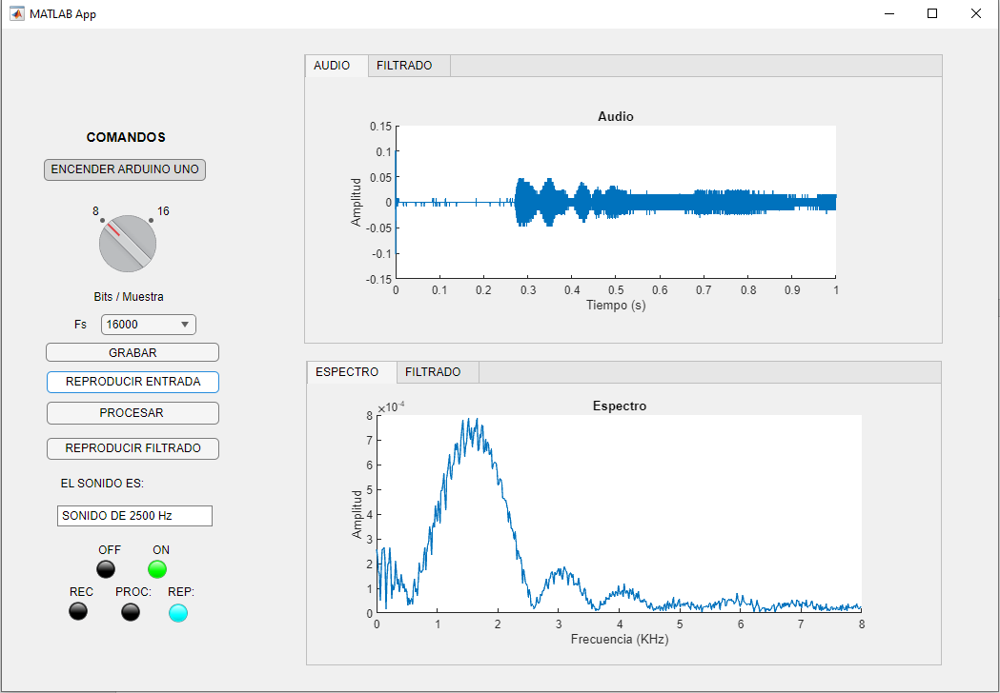 MATLAB App
COMANDOS
ENCENDER ARDUINO UNO
8 16
Bits / Muestra
Fs 16000
GRABAR
REPRODUCIR ENTRADA
PROCESAR
REPRODUCIR FILTRADO
EL SONIDO ES:
SONIDO DE 2500 Hz
OFF ON
REC PROC: REP:
AUDIO FILTRADO
Audio
0.15
0.1
0.05
0
-0.05
-0.1
-0.15
Amplitud
0 0.1 0.2 0.3 0.4 0.5 0.6 0.7 0.8 0.9 1
Tiempo (s)
ESPECTRO FILTRADO
×10⁻⁴
Espectro
8
7
6
5
4
3
2
1
0
Amplitud
0 1 2 3 4 5 6 7 8
Frecuencia (KHz)